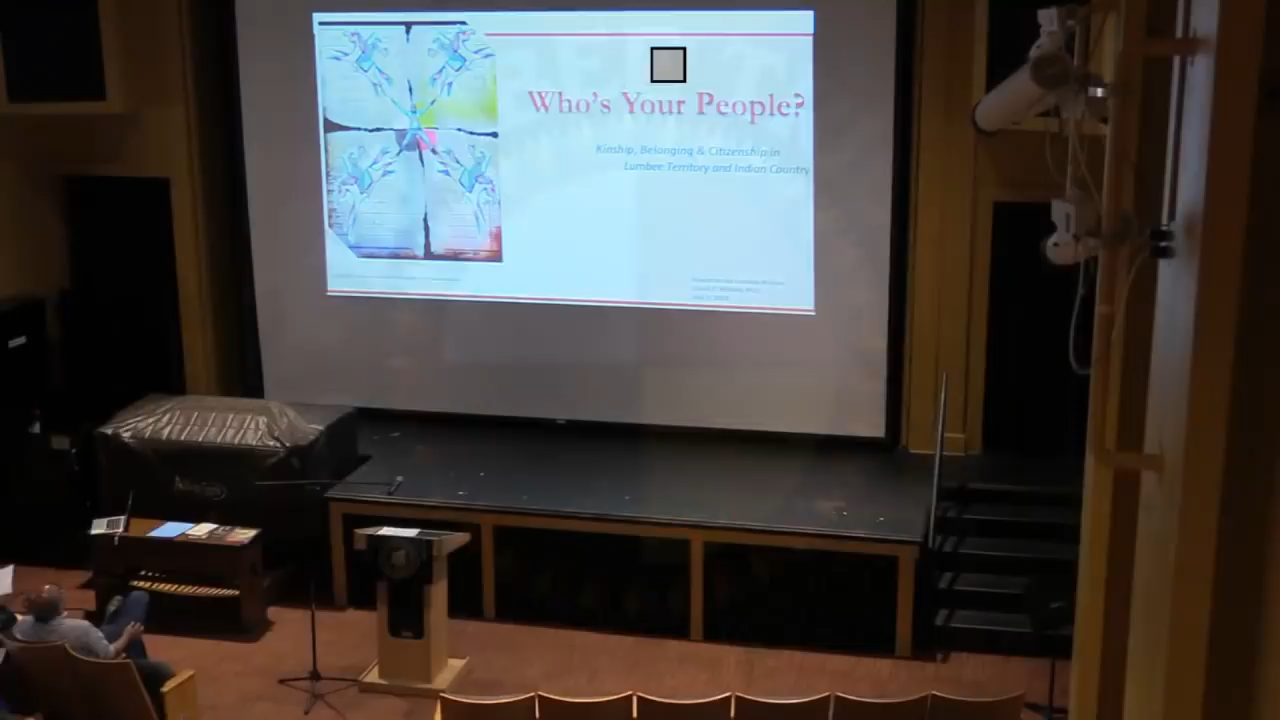 Who's Your People?
Kinship, Belonging & Citizenship in
Lumbee Territory and Indian Country